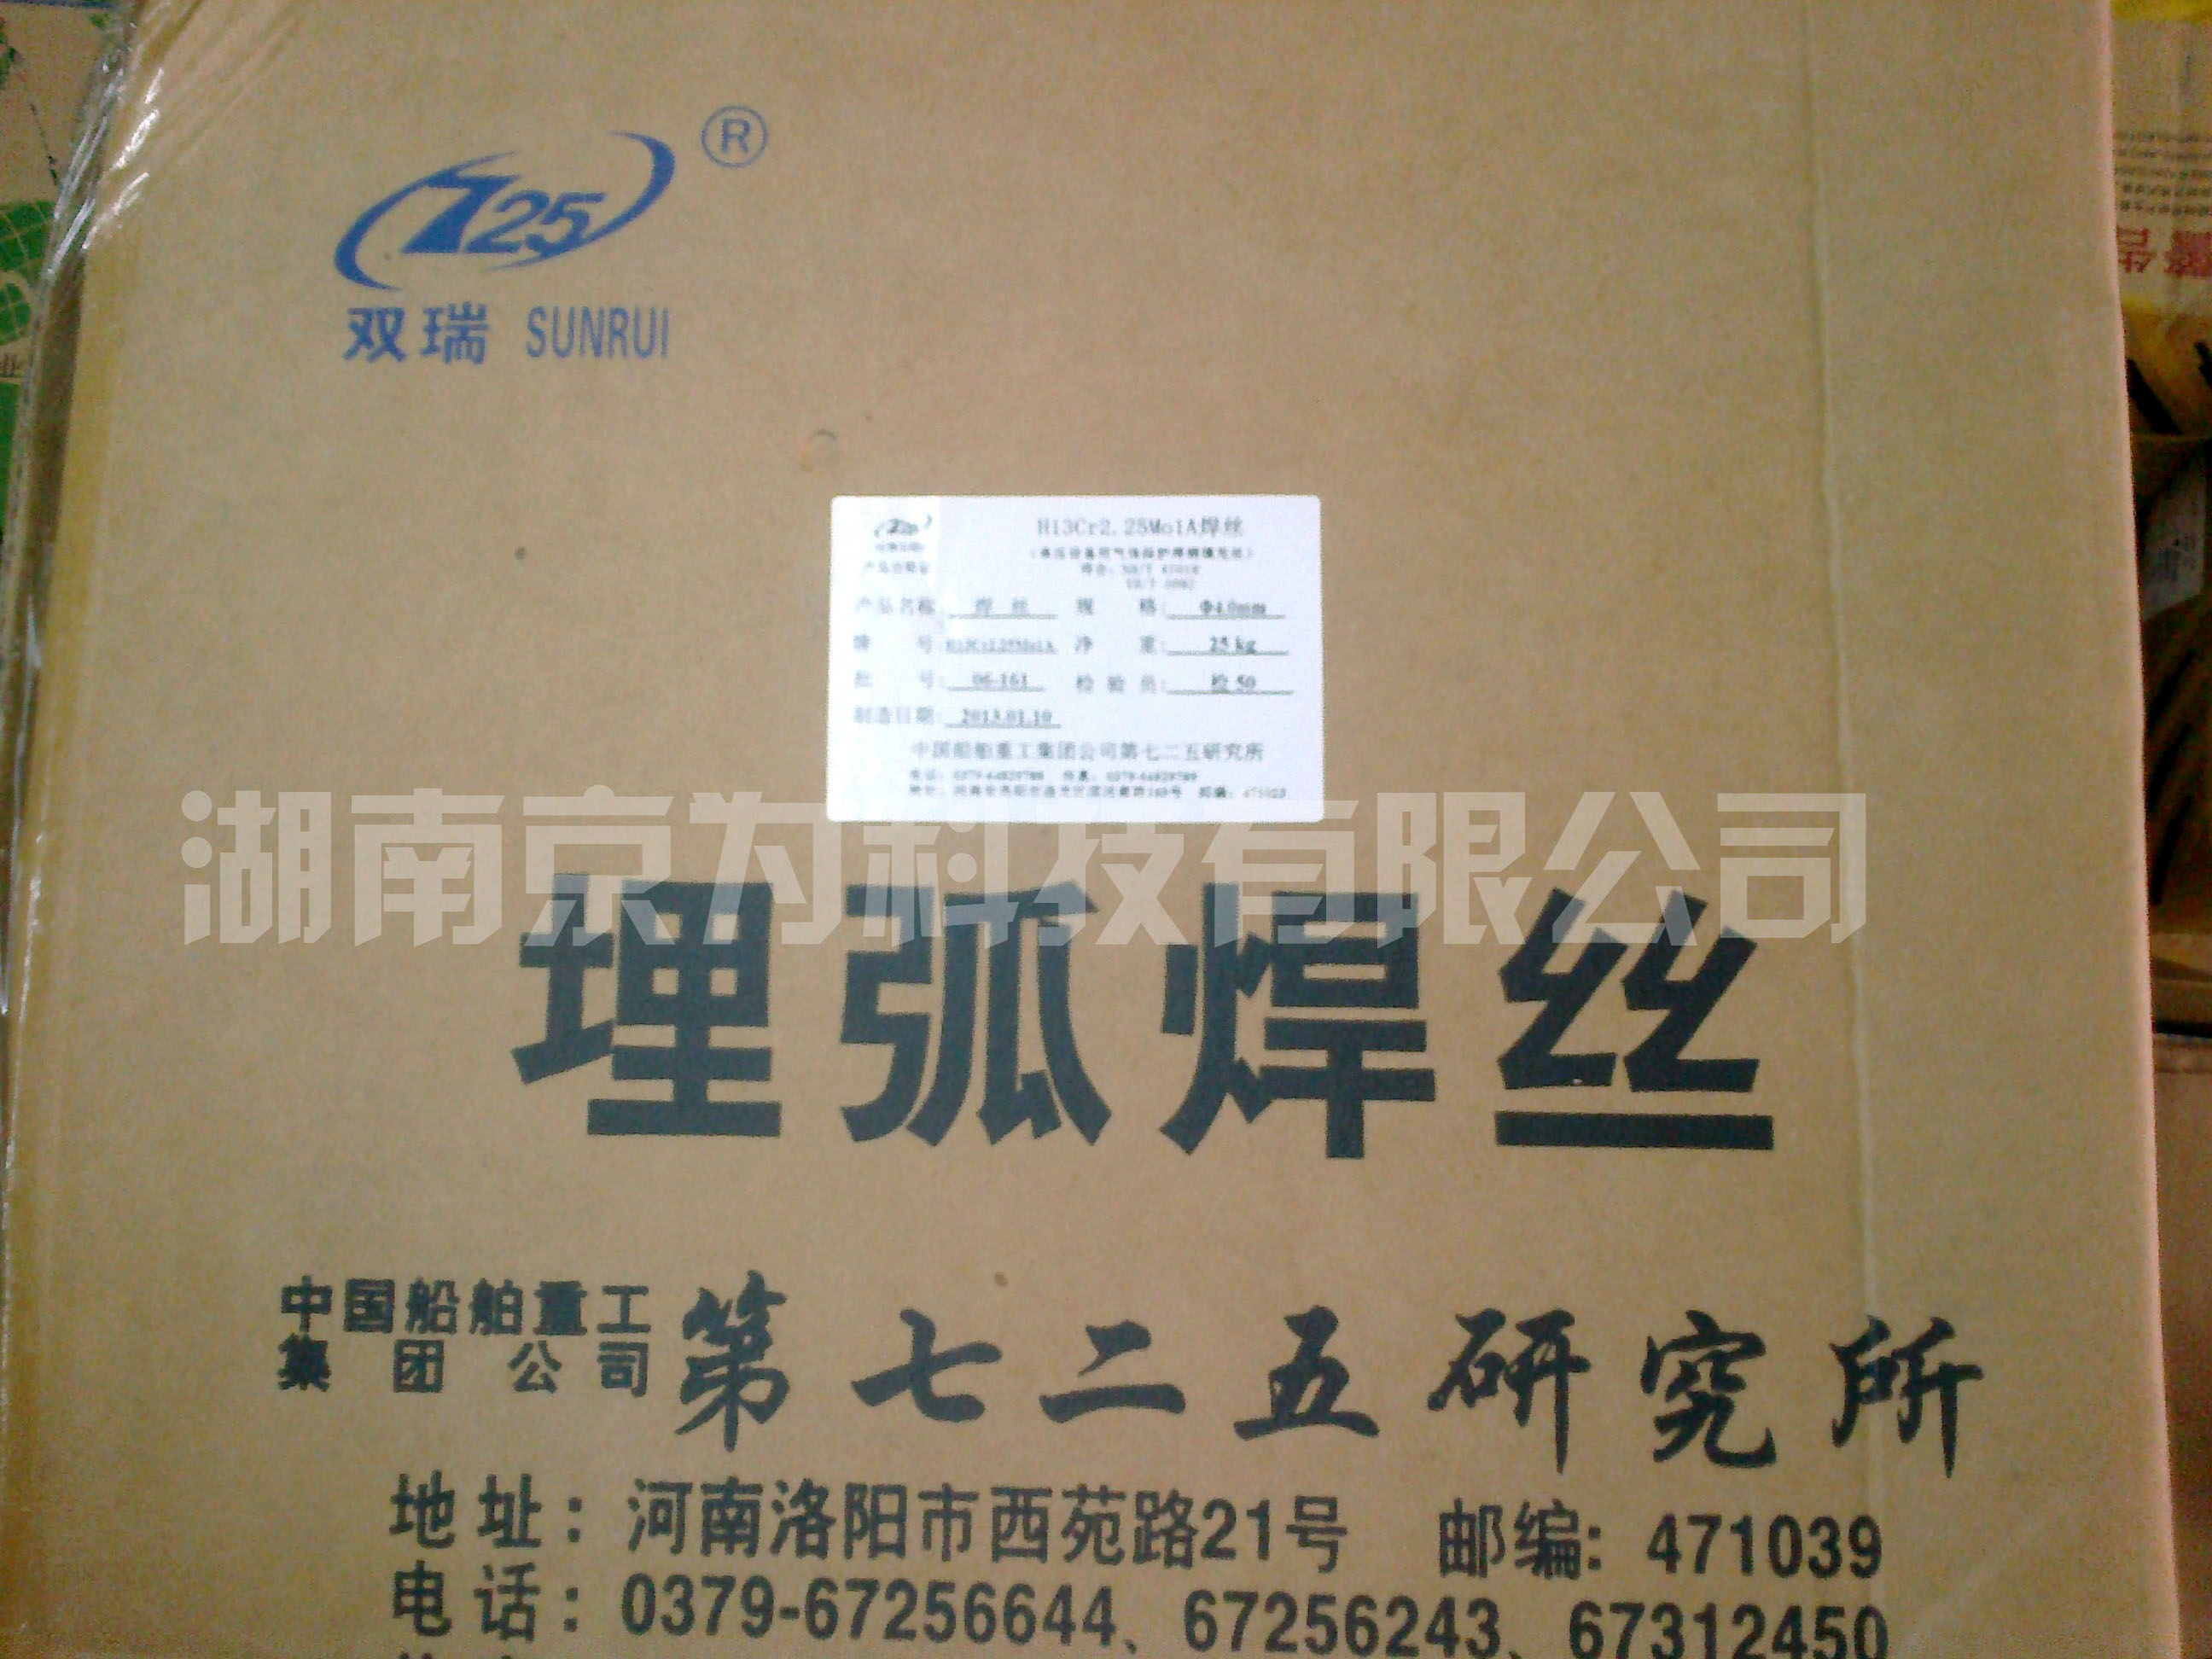 725 ®
双瑞 SUNRUI
H13Cr2.25Mo1A焊丝
产品名称: 焊丝 规格: Φ4.0mm
牌号: H13Cr2.25Mo1A 净重: 25kg
批号: 06-161 检验员: 检50
制造日期: 2013.01.10
中国船舶重工集团公司第七二五研究所
湖南京为科技有限公司
埋弧焊丝
中国船舶重工
集团公司 第七二五研究所
地址：河南洛阳市西苑路21号 邮编：471039
电话：0379-67256644、67256243、67312450